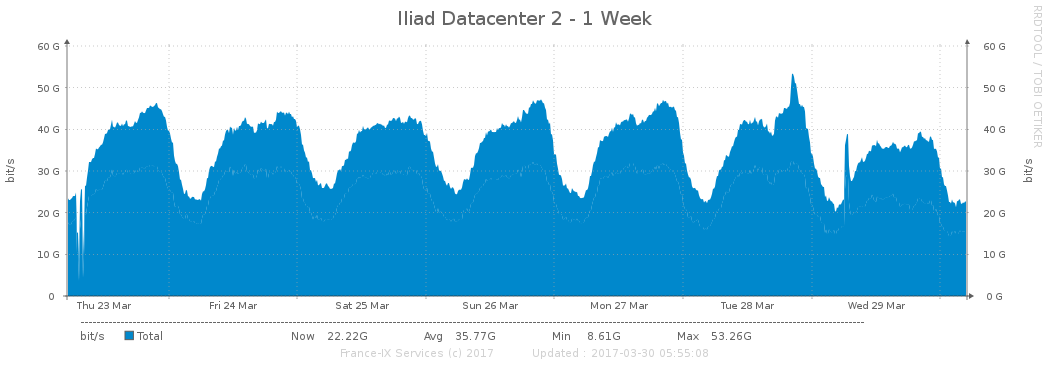 Iliad Datacenter 2 - 1 Week
RRDTOOL / TOBI OETIKER
60 G 60 G
50 G 50 G
40 G 40 G
30 G 30 G
20 G 20 G
10 G 10 G
0 0 G
bit/s
bit/s
Thu 23 Mar Fri 24 Mar Sat 25 Mar Sun 26 Mar Mon 27 Mar Tue 28 Mar Wed 29 Mar
bit/s Total Now 22.22G Avg 35.77G Min 8.61G Max 53.26G
France-IX Services (c) 2017 Updated : 2017-03-30 05:55:08